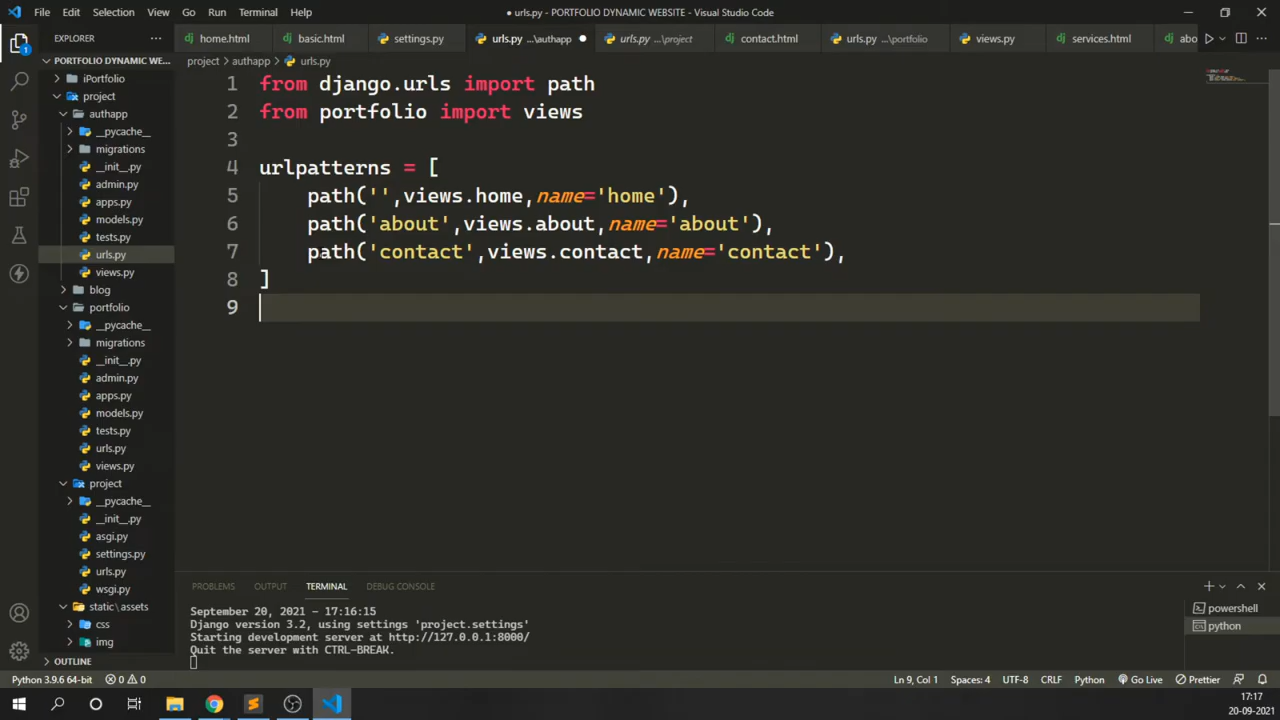 File Edit Selection View Go Run Terminal Help
● urls.py - PORTFOLIO DYNAMIC WEBSITE - Visual Studio Code
EXPLORER
home.html
basic.html
settings.py
urls.py ...\authapp
urls.py ...\project
contact.html
urls.py ...\portfolio
views.py
services.html
abo
PORTFOLIO DYNAMIC WE...
project > authapp > urls.py
iPortfolio
project
authapp
__pycache__
migrations
__init__.py
admin.py
apps.py
models.py
tests.py
urls.py
views.py
blog
portfolio
__pycache__
migrations
__init__.py
admin.py
apps.py
models.py
tests.py
urls.py
views.py
project
__pycache__
__init__.py
asgi.py
settings.py
urls.py
wsgi.py
static\assets
css
img
OUTLINE
1 from django.urls import path
2 from portfolio import views
3
4 urlpatterns = [
5 path('',views.home,name='home'),
6 path('about',views.about,name='about'),
7 path('contact',views.contact,name='contact'),
8 ]
9
PROBLEMS OUTPUT TERMINAL DEBUG CONSOLE
September 20, 2021 - 17:16:15
Django version 3.2, using settings 'project.settings'
Starting development server at http://127.0.0.1:8000/
Quit the server with CTRL-BREAK.
powershell
python
1
Python 3.9.6 64-bit 0 0
Ln 9, Col 1 Spaces: 4 UTF-8 CRLF Python Go Live Prettier
17:17
20-09-2021